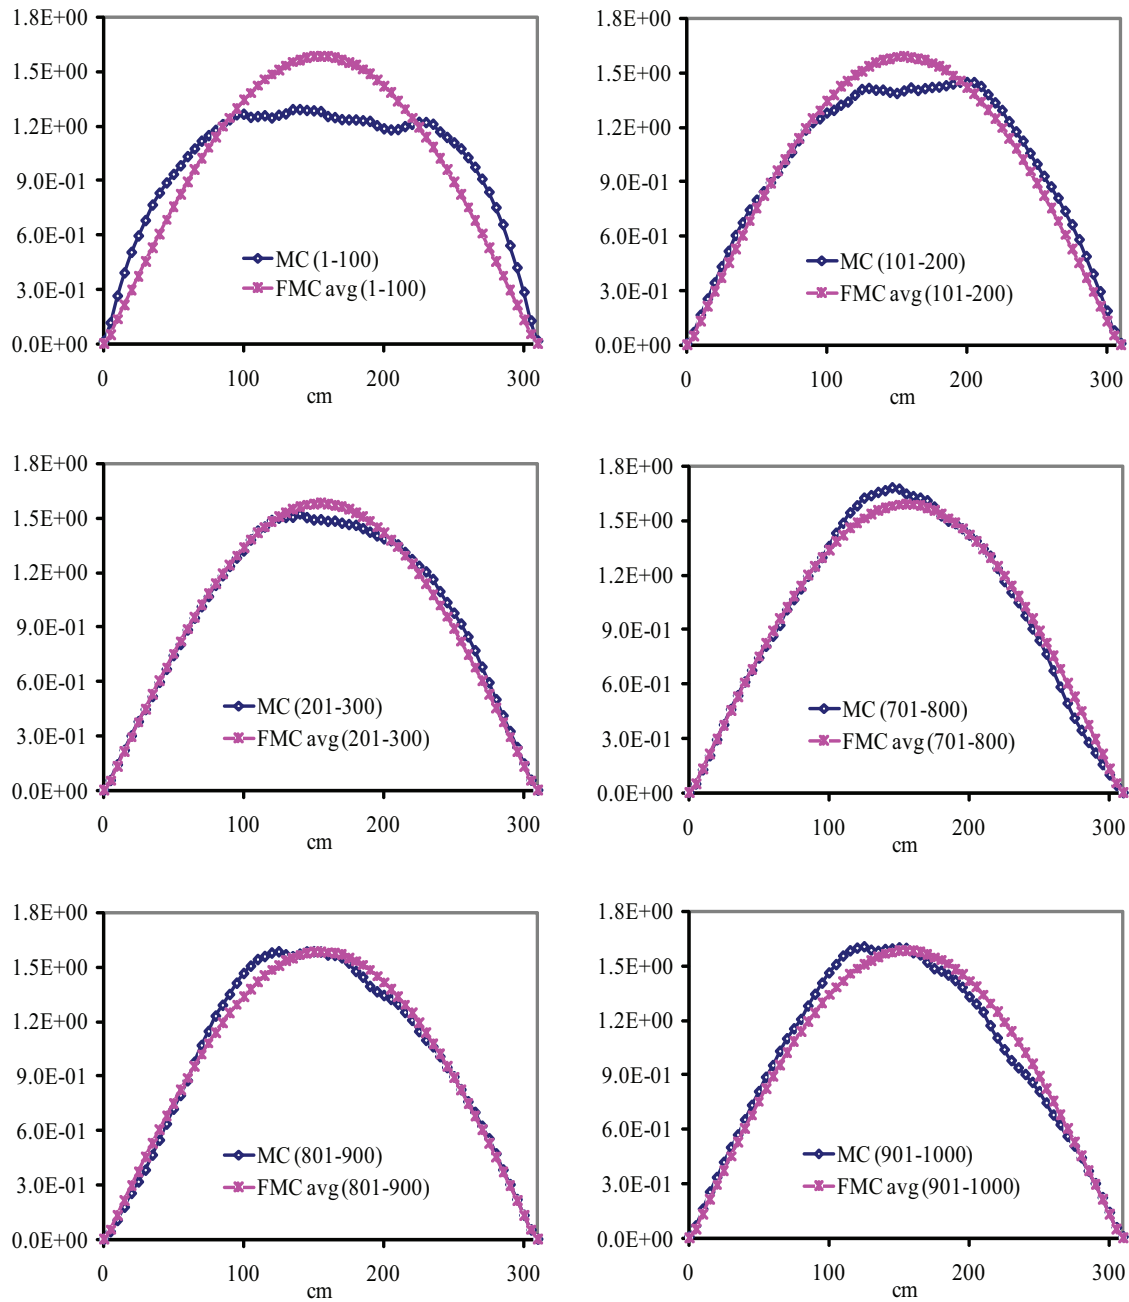 1.8E+00
1.5E+00
1.2E+00
9.0E-01
6.0E-01
3.0E-01
0.0E+00
0 100 200 300
cm
MC (1-100)
FMC avg (1-100)
1.8E+00
1.5E+00
1.2E+00
9.0E-01
6.0E-01
3.0E-01
0.0E+00
0 100 200 300
cm
MC (101-200)
FMC avg (101-200)
1.8E+00
1.5E+00
1.2E+00
9.0E-01
6.0E-01
3.0E-01
0.0E+00
0 100 200 300
cm
MC (201-300)
FMC avg (201-300)
1.8E+00
1.5E+00
1.2E+00
9.0E-01
6.0E-01
3.0E-01
0.0E+00
0 100 200 300
cm
MC (701-800)
FMC avg (701-800)
1.8E+00
1.5E+00
1.2E+00
9.0E-01
6.0E-01
3.0E-01
0.0E+00
0 100 200 300
cm
MC (801-900)
FMC avg (801-900)
1.8E+00
1.5E+00
1.2E+00
9.0E-01
6.0E-01
3.0E-01
0.0E+00
0 100 200 300
cm
MC (901-1000)
FMC avg (901-1000)